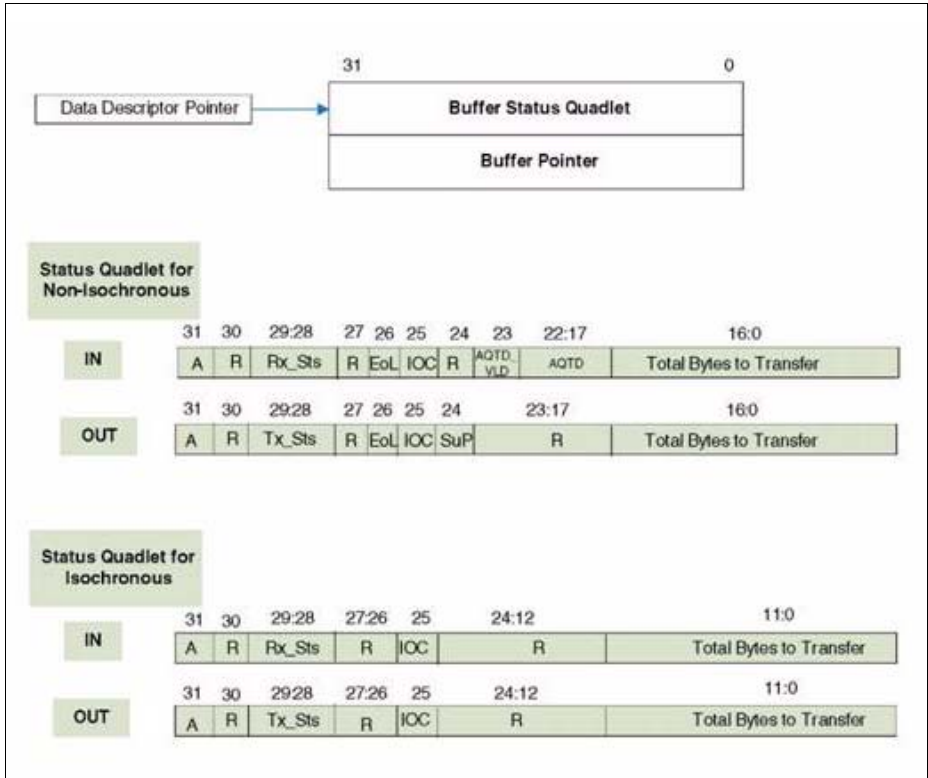 31 0
Data Descriptor Pointer
Buffer Status Quadlet
Buffer Pointer
Status Quadlet for
Non-Isochronous
31 30 29:28 27 26 25 24 23 22:17 16:0
IN
A R Rx_Sts R EoL IOC R AQTD_VLD AQTD Total Bytes to Transfer
31 30 29:28 27 26 25 24 23:17 16:0
OUT
A R Tx_Sts R EoL IOC SuP R Total Bytes to Transfer
Status Quadlet for
Isochronous
31 30 29:28 27:26 25 24:12 11:0
IN
A R Rx_Sts R IOC R Total Bytes to Transfer
31 30 29:28 27:26 25 24:12 11:0
OUT
A R Tx_Sts R IOC R Total Bytes to Transfer